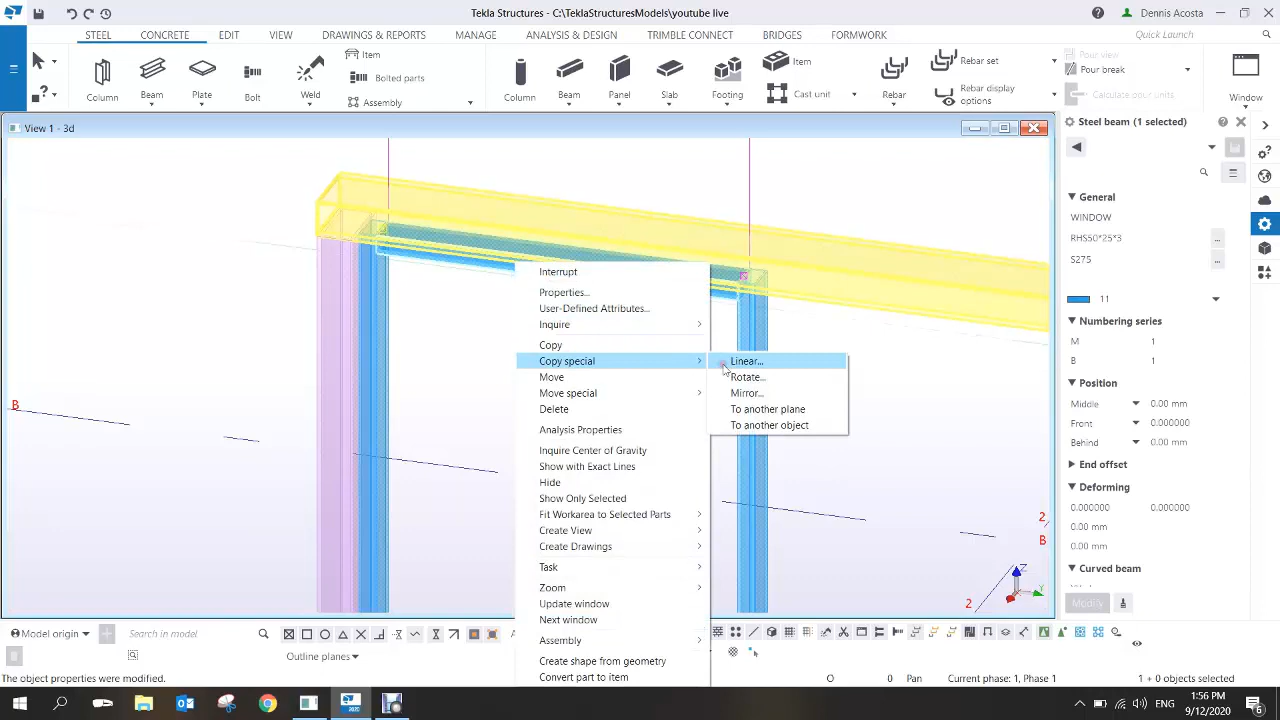 Tekla Structures - C:\TeklaStructuresModels\youtube live
Dennis Acosta
STEEL CONCRETE EDIT VIEW DRAWINGS & REPORTS MANAGE ANALYSIS & DESIGN TRIMBLE CONNECT BRIDGES FORMWORK
Quick Launch
Column
Beam
Plate
Bolt
Weld
Item
Bolted parts
Assembly
Column
Beam
Panel
Slab
Footing
Item
Cast unit
Rebar
Rebar set
Rebar display
options
Pour view
Pour break
Calculate pour units
Window
View 1 - 3d
B
2
B
2
Z
Interrupt
Properties...
User-Defined Attributes...
Inquire
Copy
Copy special
Move
Move special
Delete
Analysis Properties
Inquire Center of Gravity
Show with Exact Lines
Hide
Show Only Selected
Fit Workarea to Selected Parts
Create View
Create Drawings
Task
Zoom
Update window
Next window
Assembly
Create shape from geometry
Convert part to item
Linear...
Rotate...
Mirror...
To another plane
To another object
Steel beam (1 selected)
General
WINDOW
RHS50*25*3
...
S275
...
11
Numbering series
M 1
B 1
Position
Middle 0.00 mm
Front 0.000000
Behind 0.00 mm
End offset
Deforming
0.000000 0.000000
0.00 mm
0.00 mm
Curved beam
Modify
Model origin
Search in model
Outline planes
The object properties were modified.
O 0 Pan Current phase: 1, Phase 1 1 + 0 objects selected
2020
ENG
1:56 PM
9/12/2020
6